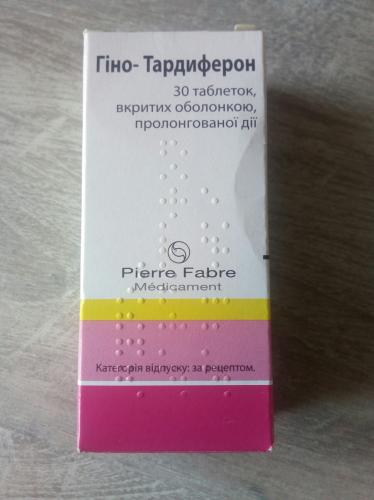 Гіно- Тардиферон
30 таблеток,
вкритих оболонкою,
пролонгованої дії
Pierre Fabre
Médicament
Категорія відпуску: за рецептом.